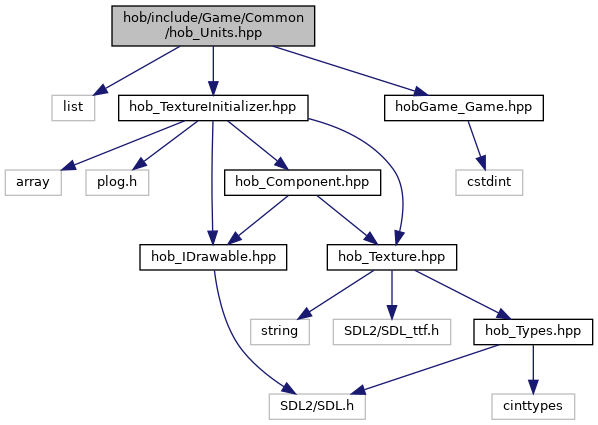 hob/include/Game/Common
/hob_Units.hpp
list
hob_TextureInitializer.hpp
hobGame_Game.hpp
array
plog.h
hob_Component.hpp
cstdint
hob_IDrawable.hpp
hob_Texture.hpp
string
SDL2/SDL_ttf.h
hob_Types.hpp
SDL2/SDL.h
cinttypes